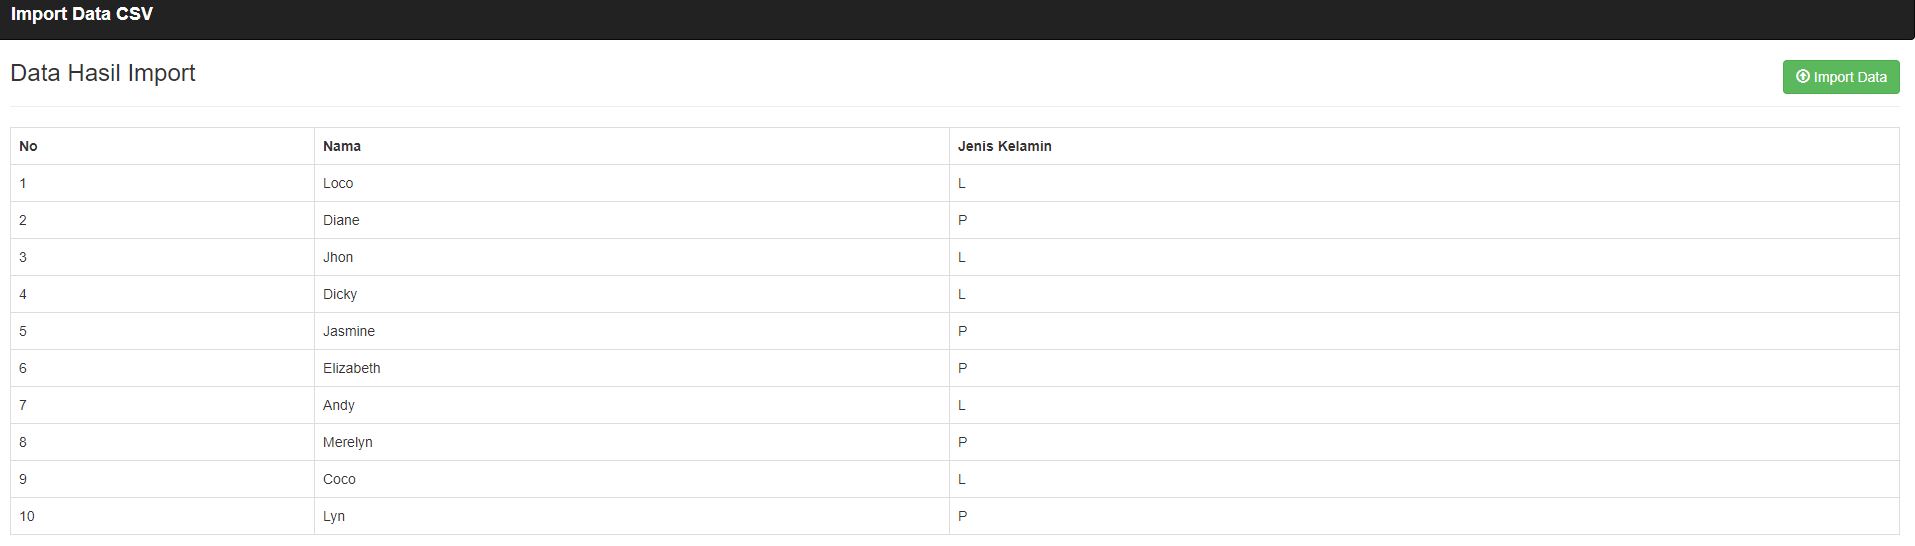 Import Data CSV
Data Hasil Import
Import Data
No Nama Jenis Kelamin
1 Loco L
2 Diane P
3 Jhon L
4 Dicky L
5 Jasmine P
6 Elizabeth P
7 Andy L
8 Merelyn P
9 Coco L
10 Lyn P